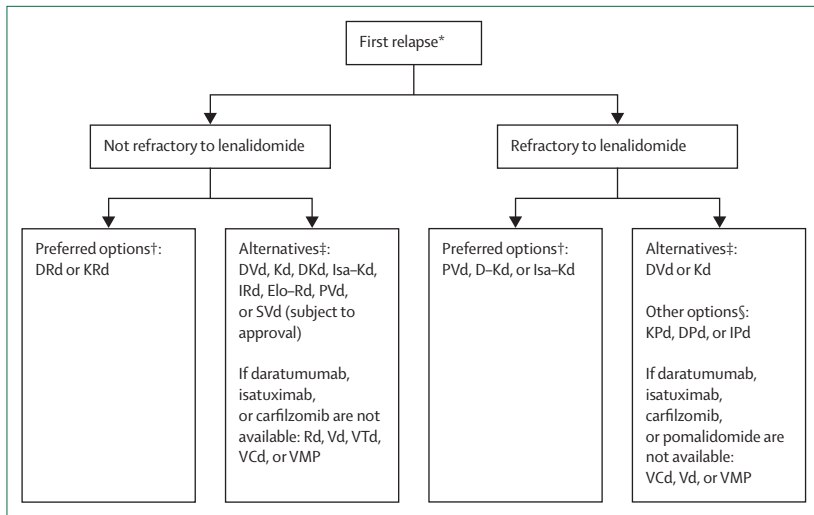 First relapse*
Not refractory to lenalidomide
Refractory to lenalidomide
Preferred options†:
DRd or KRd
Alternatives‡:
DVd, Kd, DKd, Isa–Kd,
IRd, Elo–Rd, PVd,
or SVd (subject to
approval)
If daratumumab,
isatuximab,
or carfilzomib are not
available: Rd, Vd, VTd,
VCd, or VMP
Preferred options†:
PVd, D–Kd, or Isa–Kd
Alternatives‡:
DVd or Kd
Other options§:
KPd, DPd, or IPd
If daratumumab,
isatuximab,
carfilzomib,
or pomalidomide are
not available:
VCd, Vd, or VMP